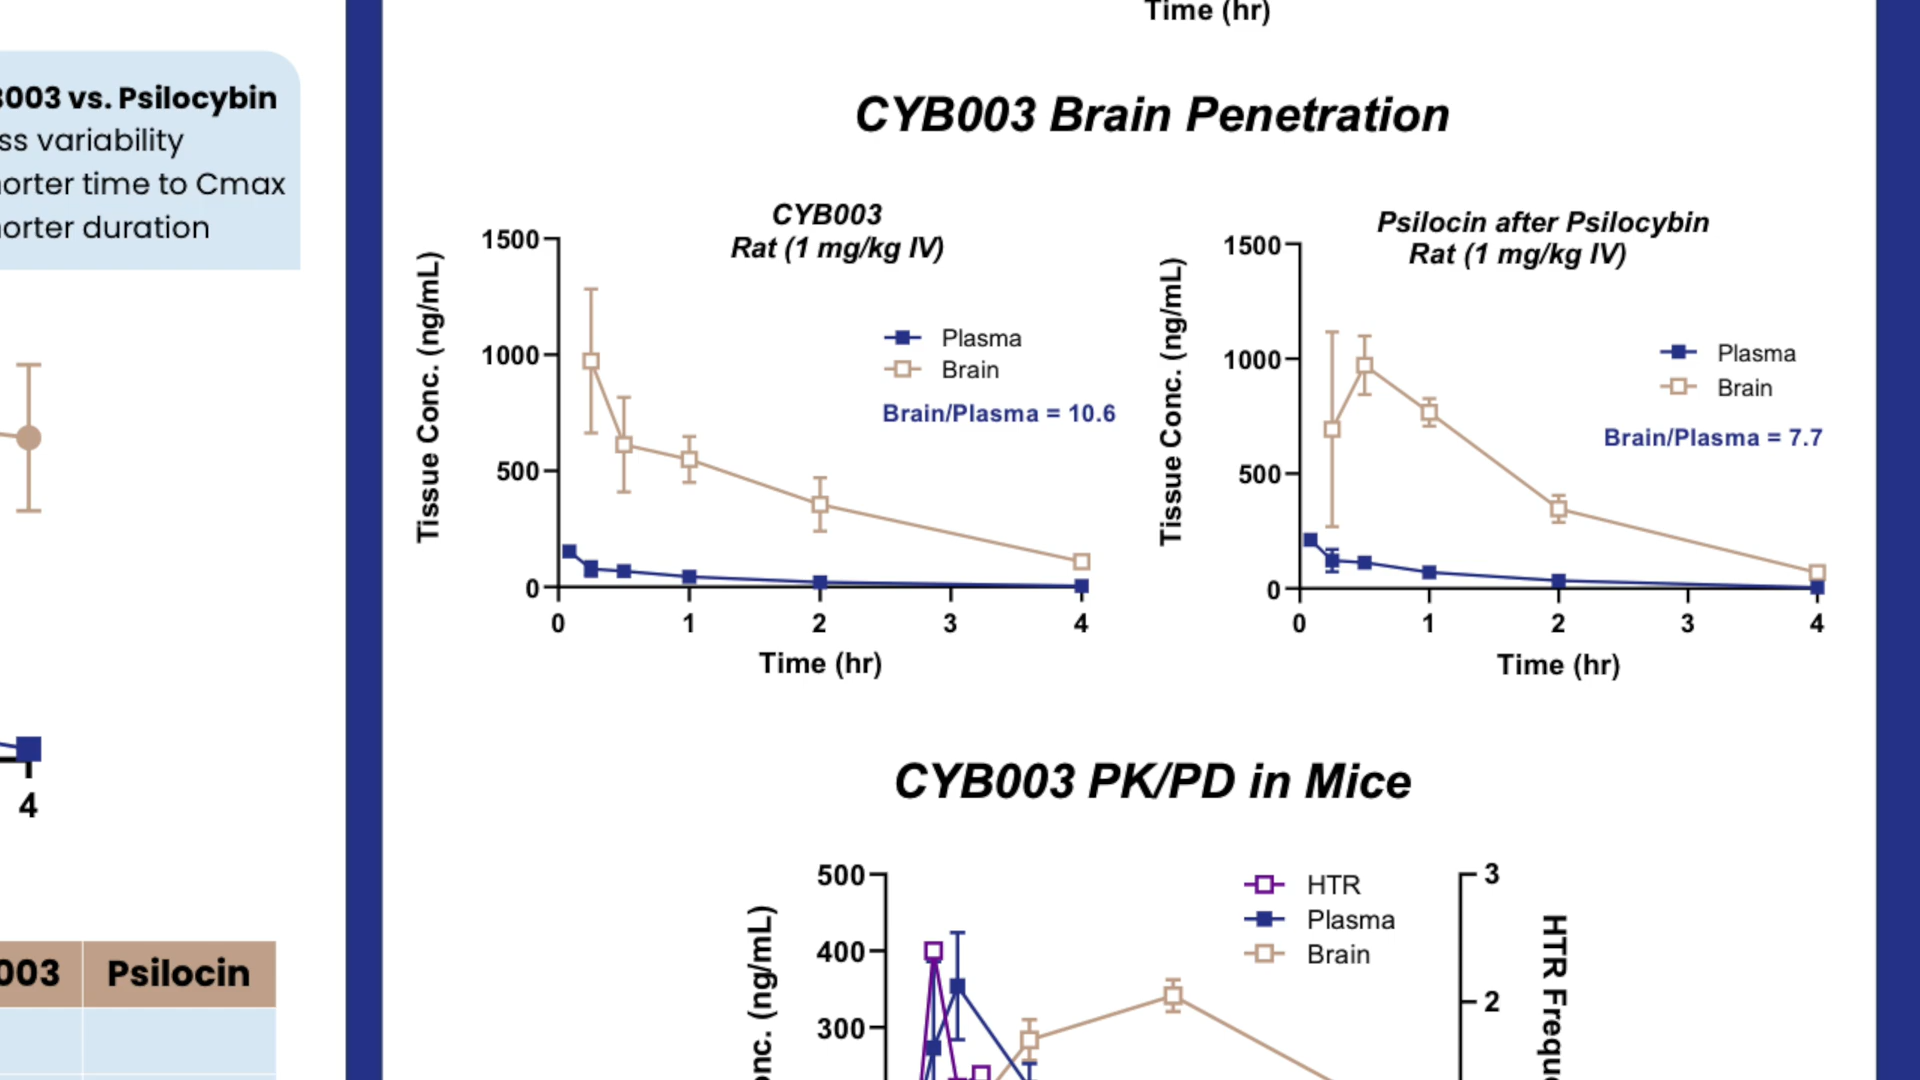 Time (hr)
3003 vs. Psilocybin
ss variability
orter time to Cmax
orter duration
4
003 Psilocin
CYB003 Brain Penetration
CYB003
Rat (1 mg/kg IV)
Tissue Conc. (ng/mL)
1500
1000
500
0
Plasma
Brain
Brain/Plasma = 10.6
0 1 2 3 4
Time (hr)
Psilocin after Psilocybin
Rat (1 mg/kg IV)
Tissue Conc. (ng/mL)
1500
1000
500
0
Plasma
Brain
Brain/Plasma = 7.7
0 1 2 3 4
Time (hr)
CYB003 PK/PD in Mice
onc. (ng/mL)
500
400
300
HTR
Plasma
Brain
3
2
HTR Freque